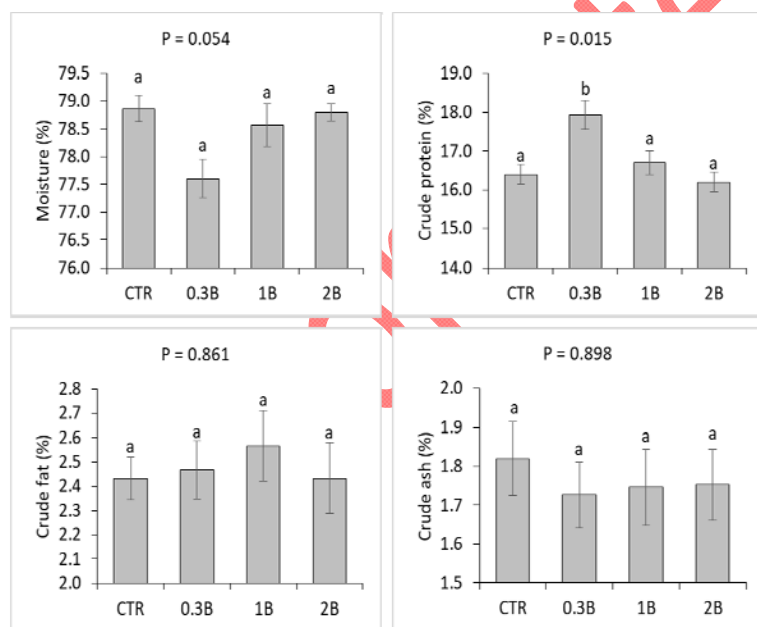 P = 0.054
79.5
79.0
78.5
78.0
77.5
77.0
76.5
76.0
Moisture (%)
a
a
a
a
CTR
0.3B
1B
2B
P = 0.015
19.0
18.0
17.0
16.0
15.0
14.0
Crude protein (%)
a
b
a
a
CTR
0.3B
1B
2B
P = 0.861
2.8
2.7
2.6
2.5
2.4
2.3
2.2
2.1
2.0
Crude fat (%)
a
a
a
a
CTR
0.3B
1B
2B
P = 0.898
2.0
1.9
1.8
1.7
1.6
1.5
Crude ash (%)
a
a
a
a
CTR
0.3B
1B
2B